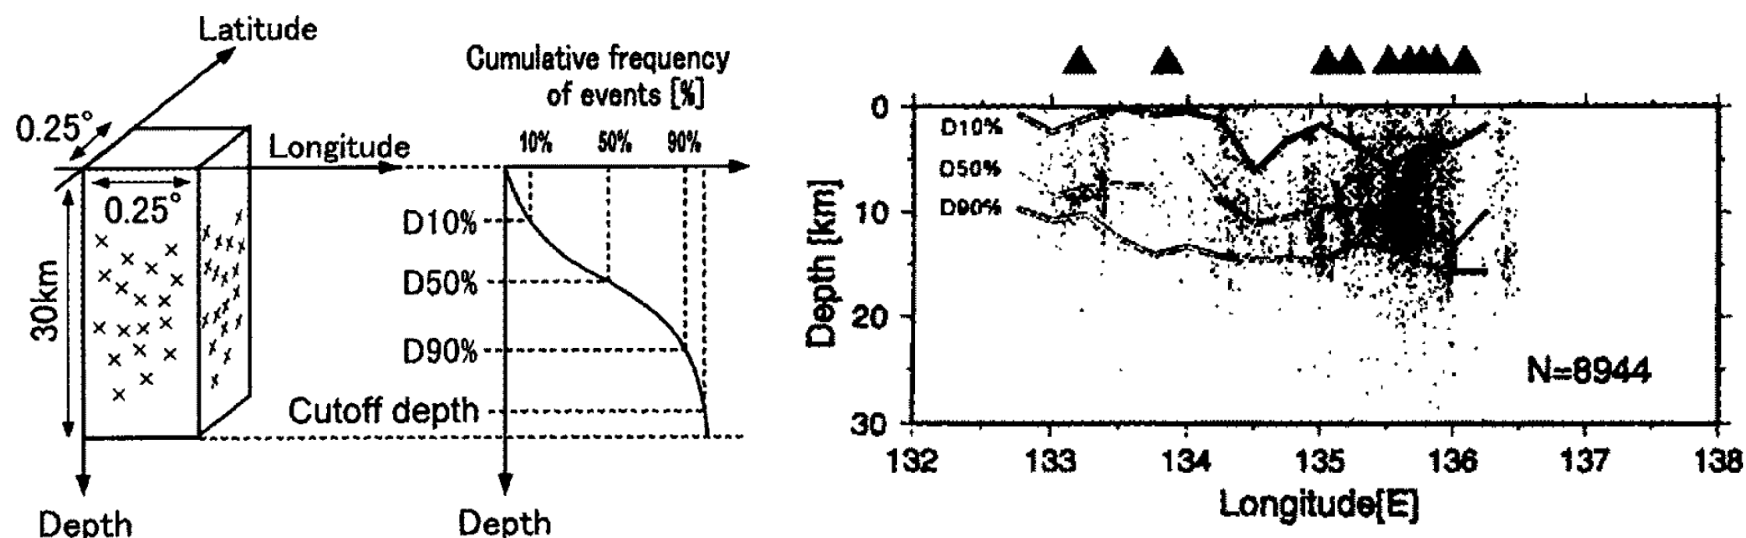 Latitude
0.25°
Longitude
0.25°
30km
Depth
Cumulative frequency
of events [%]
10% 50% 90%
D10%
D50%
D90%
Cutoff depth
Depth
0
10
20
30
Depth [km]
D10%
D50%
D90%
N=8944
132 133 134 135 136 137 138
Longitude[E]